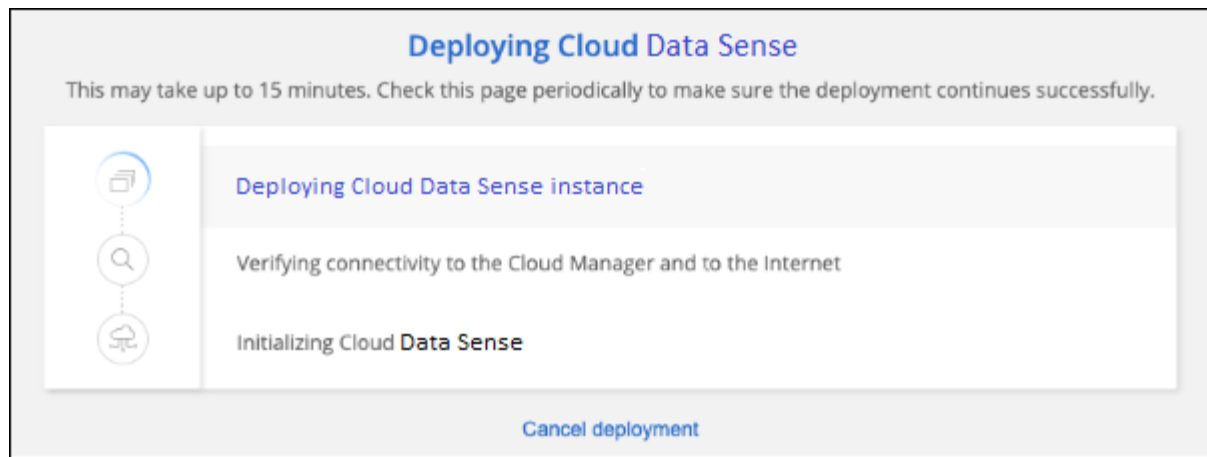 Deploying Cloud Data Sense
This may take up to 15 minutes. Check this page periodically to make sure the deployment continues successfully.
Deploying Cloud Data Sense instance
Verifying connectivity to the Cloud Manager and to the Internet
Initializing Cloud Data Sense
Cancel deployment